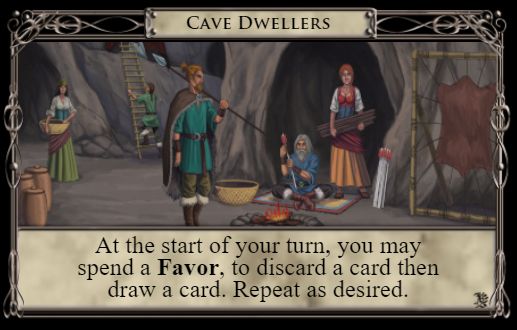 Cave Dwellers
At the start of your turn, you may
spend a Favor, to discard a card then
draw a card. Repeat as desired.